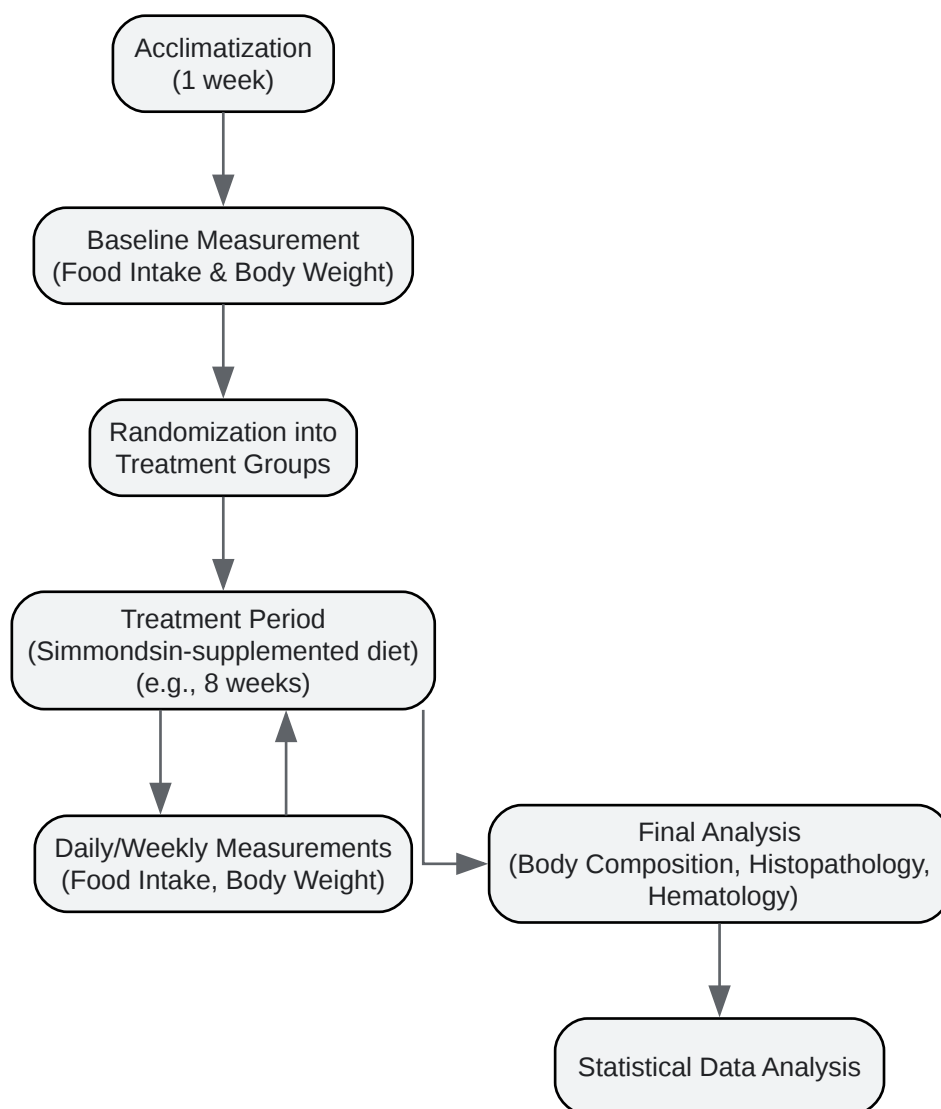 Acclimatization
(1 week)
Baseline Measurement
(Food Intake & Body Weight)
Randomization into
Treatment Groups
Treatment Period
(Simmondsin-supplemented diet)
(e.g., 8 weeks)
Daily/Weekly Measurements
(Food Intake, Body Weight)
Final Analysis
(Body Composition, Histopathology,
Hematology)
Statistical Data Analysis